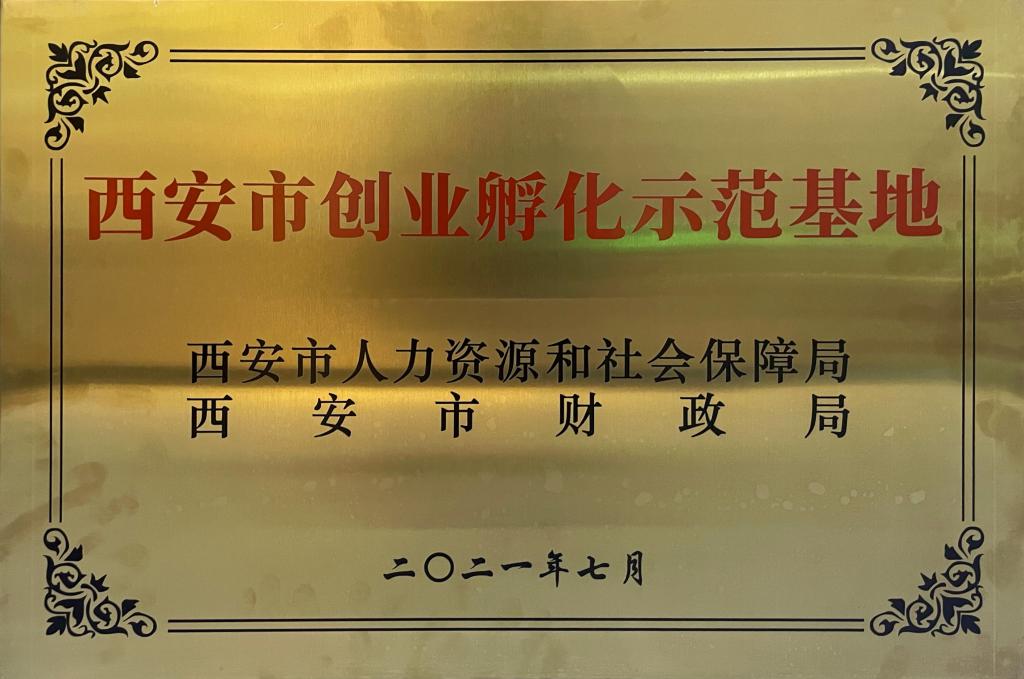 西安市创业孵化示范基地
西安市人力资源和社会保障局
西安市财政局
二〇二一年七月